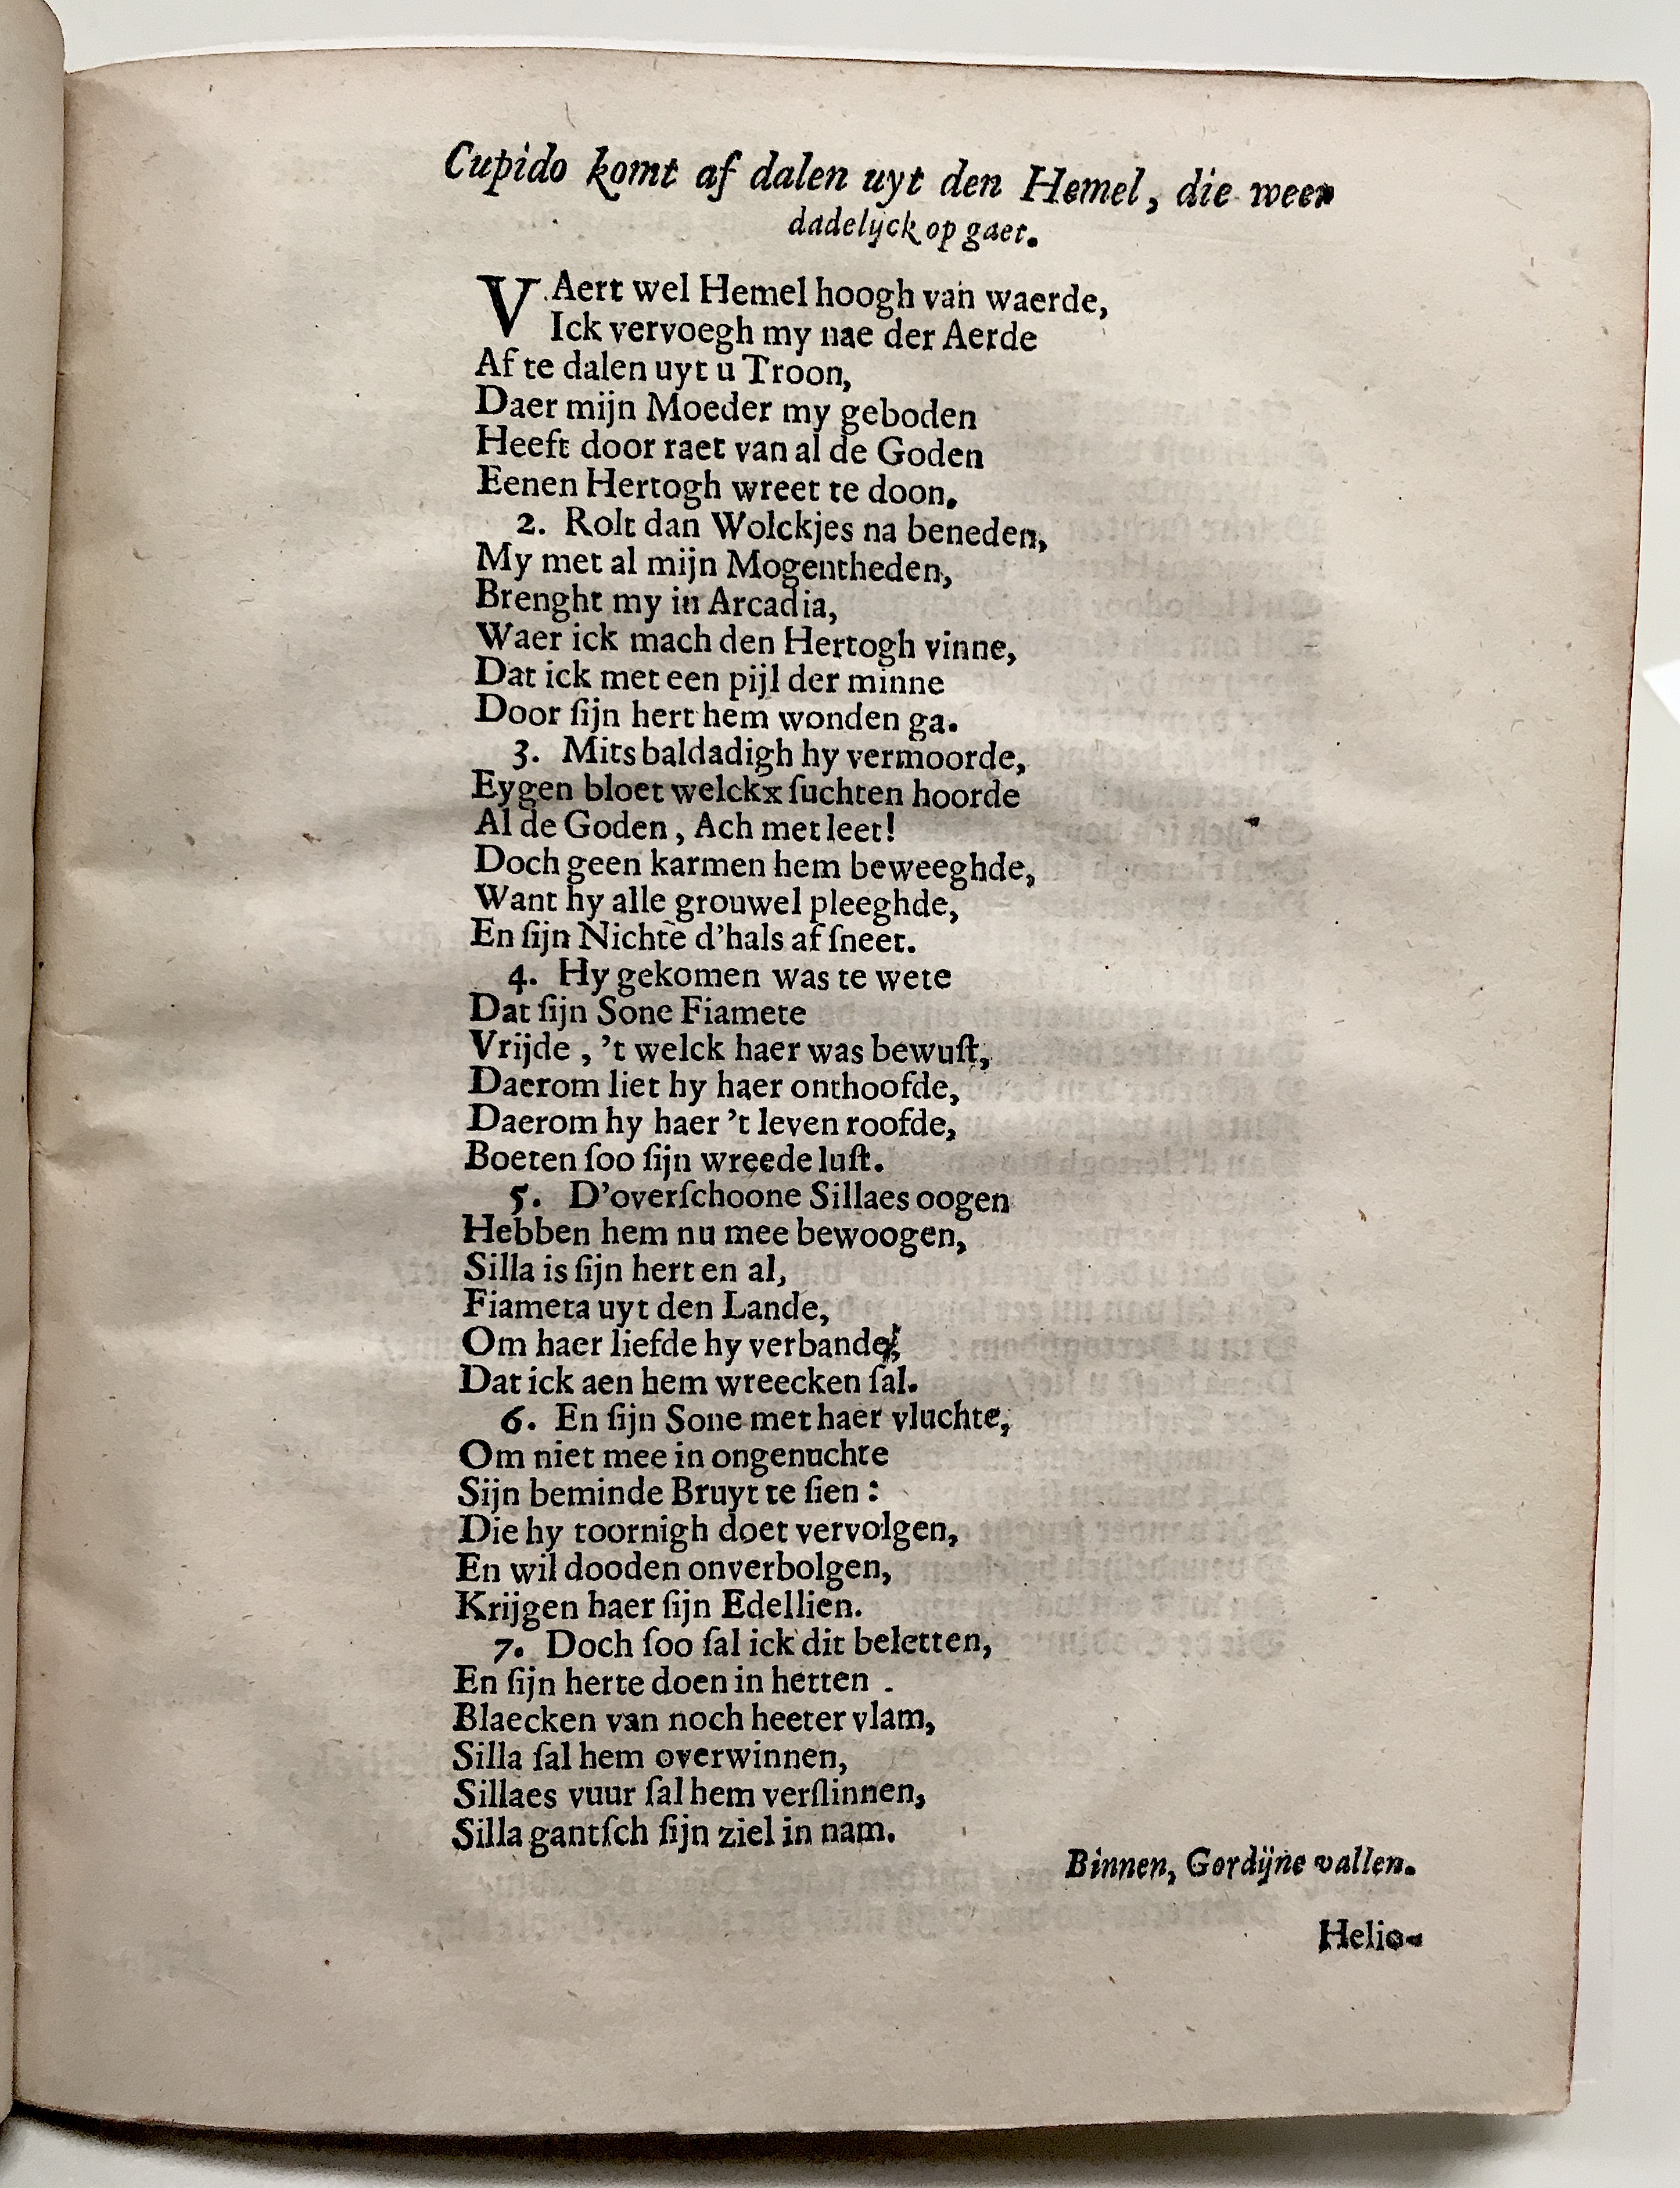 Cupido komt af dalen uyt den Hemel, die weer
dadelijck op gaet.
VAert wel Hemel hoogh van waerde,
Ick vervoegh my nae der Aerde
Af te dalen uyt u Troon,
Daer mijn Moeder my geboden
Heeft door raet van al de Goden
Eenen Hertogh wreet te doon.
2. Rolt dan Wolckjes na beneden,
My met al mijn Mogentheden,
Brenght my in Arcadia,
Waer ick mach den Hertogh vinne,
Dat ick met een pijl der minne
Door ſijn hert hem wonden ga.
3. Mits baldadigh hy vermoorde,
Eygen bloet welckx ſuchten hoorde
Al de Goden, Ach met leet!
Doch geen karmen hem beweeghde,
Want hy alle grouwel pleeghde,
En ſijn Nichte d'hals af ſneet.
4. Hy gekomen was te wete
Dat ſijn Sone Fiamete
Vrijde, 't welck haer was bewuſt,
Daerom liet hy haer onthoofde,
Daerom hy haer 't leven roofde,
Boeten ſoo ſijn wreede luſt.
5. D'overſchoone Sillaes oogen
Hebben hem nu mee bewoogen,
Silla is ſijn hert en al,
Fiameta uyt den Lande,
Om haer liefde hy verbande,
Dat ick aen hem wreecken ſal.
6. En ſijn Sone met haer vluchte,
Om niet mee in ongenuchte
Sijn beminde Bruyt te ſien:
Die hy toornigh doet vervolgen,
En wil dooden onverbolgen,
Krijgen haer ſijn Edellien.
7. Doch ſoo ſal ick dit beletten,
En ſijn herte doen in hetten
Blaecken van noch heeter vlam,
Silla ſal hem overwinnen,
Sillaes vuur ſal hem verſlinnen,
Silla gantſch ſijn ziel in nam.
Binnen, Gordijne vallen.
Helio-